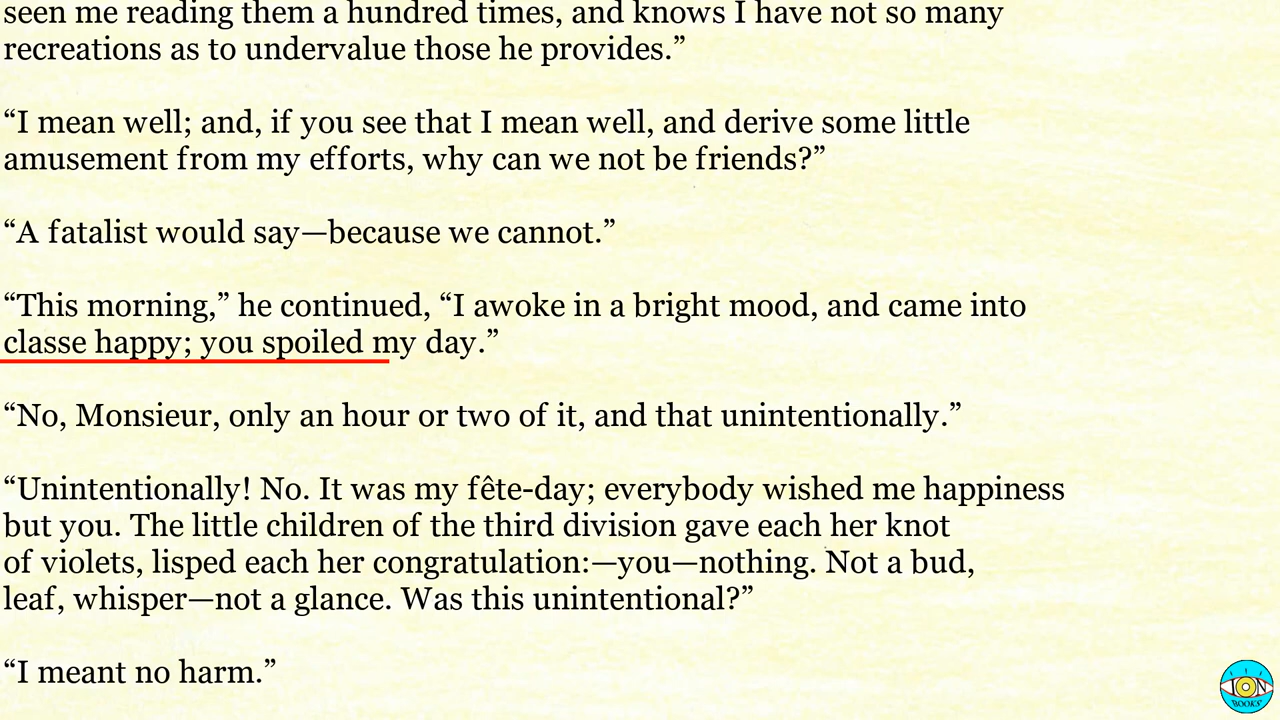 seen me reading them a hundred times, and knows I have not so many
recreations as to undervalue those he provides.”
“I mean well; and, if you see that I mean well, and derive some little
amusement from my efforts, why can we not be friends?”
“A fatalist would say—because we cannot.”
“This morning,” he continued, “I awoke in a bright mood, and came into
classe happy; you spoiled my day.”
“No, Monsieur, only an hour or two of it, and that unintentionally.”
“Unintentionally! No. It was my fête-day; everybody wished me happiness
but you. The little children of the third division gave each her knot
of violets, lisped each her congratulation:—you—nothing. Not a bud,
leaf, whisper—not a glance. Was this unintentional?”
“I meant no harm.”
ION
BOOKS